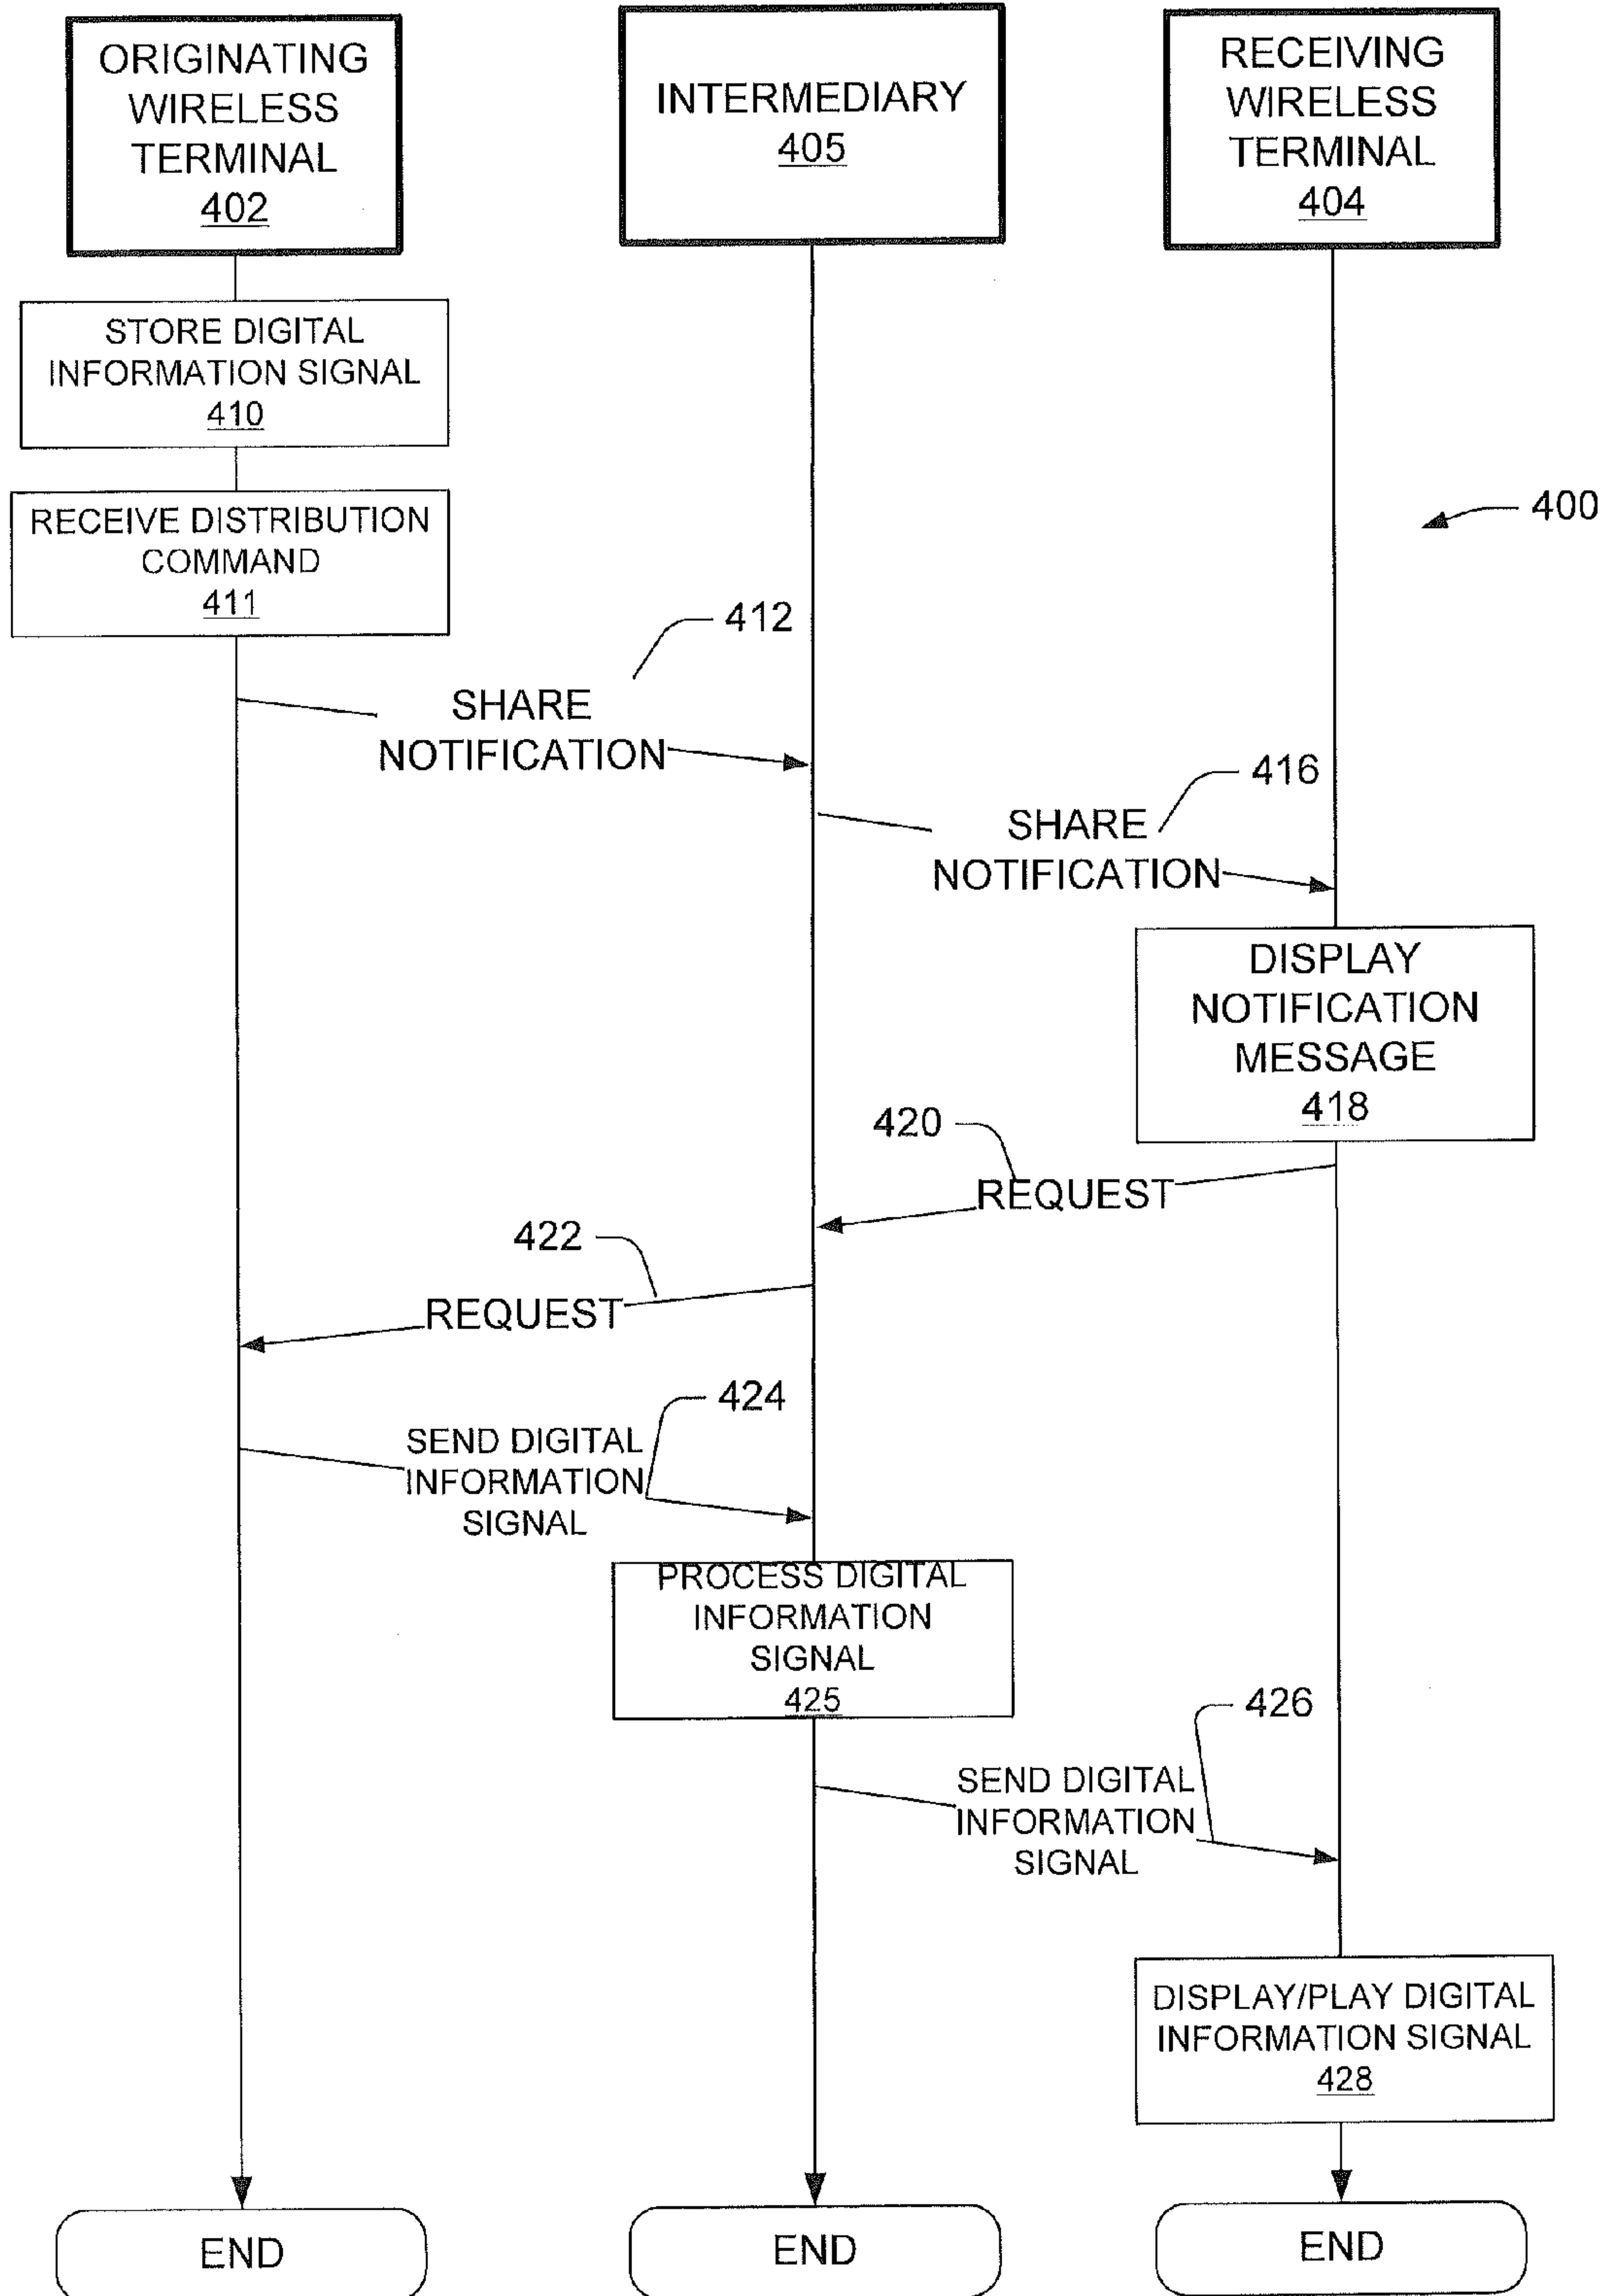 ORIGINATING
WIRELESS
TERMINAL
402
INTERMEDIARY
405
RECEIVING
WIRELESS
TERMINAL
404
STORE DIGITAL
INFORMATION SIGNAL
410
RECEIVE DISTRIBUTION
COMMAND
411
400
412
SHARE
NOTIFICATION
416
SHARE
NOTIFICATION
DISPLAY
NOTIFICATION
MESSAGE
418
420
REQUEST
422
REQUEST
424
SEND DIGITAL
INFORMATION
SIGNAL
PROCESS DIGITAL
INFORMATION
SIGNAL
425
426
SEND DIGITAL
INFORMATION
SIGNAL
DISPLAY/PLAY DIGITAL
INFORMATION SIGNAL
428
END
END
END